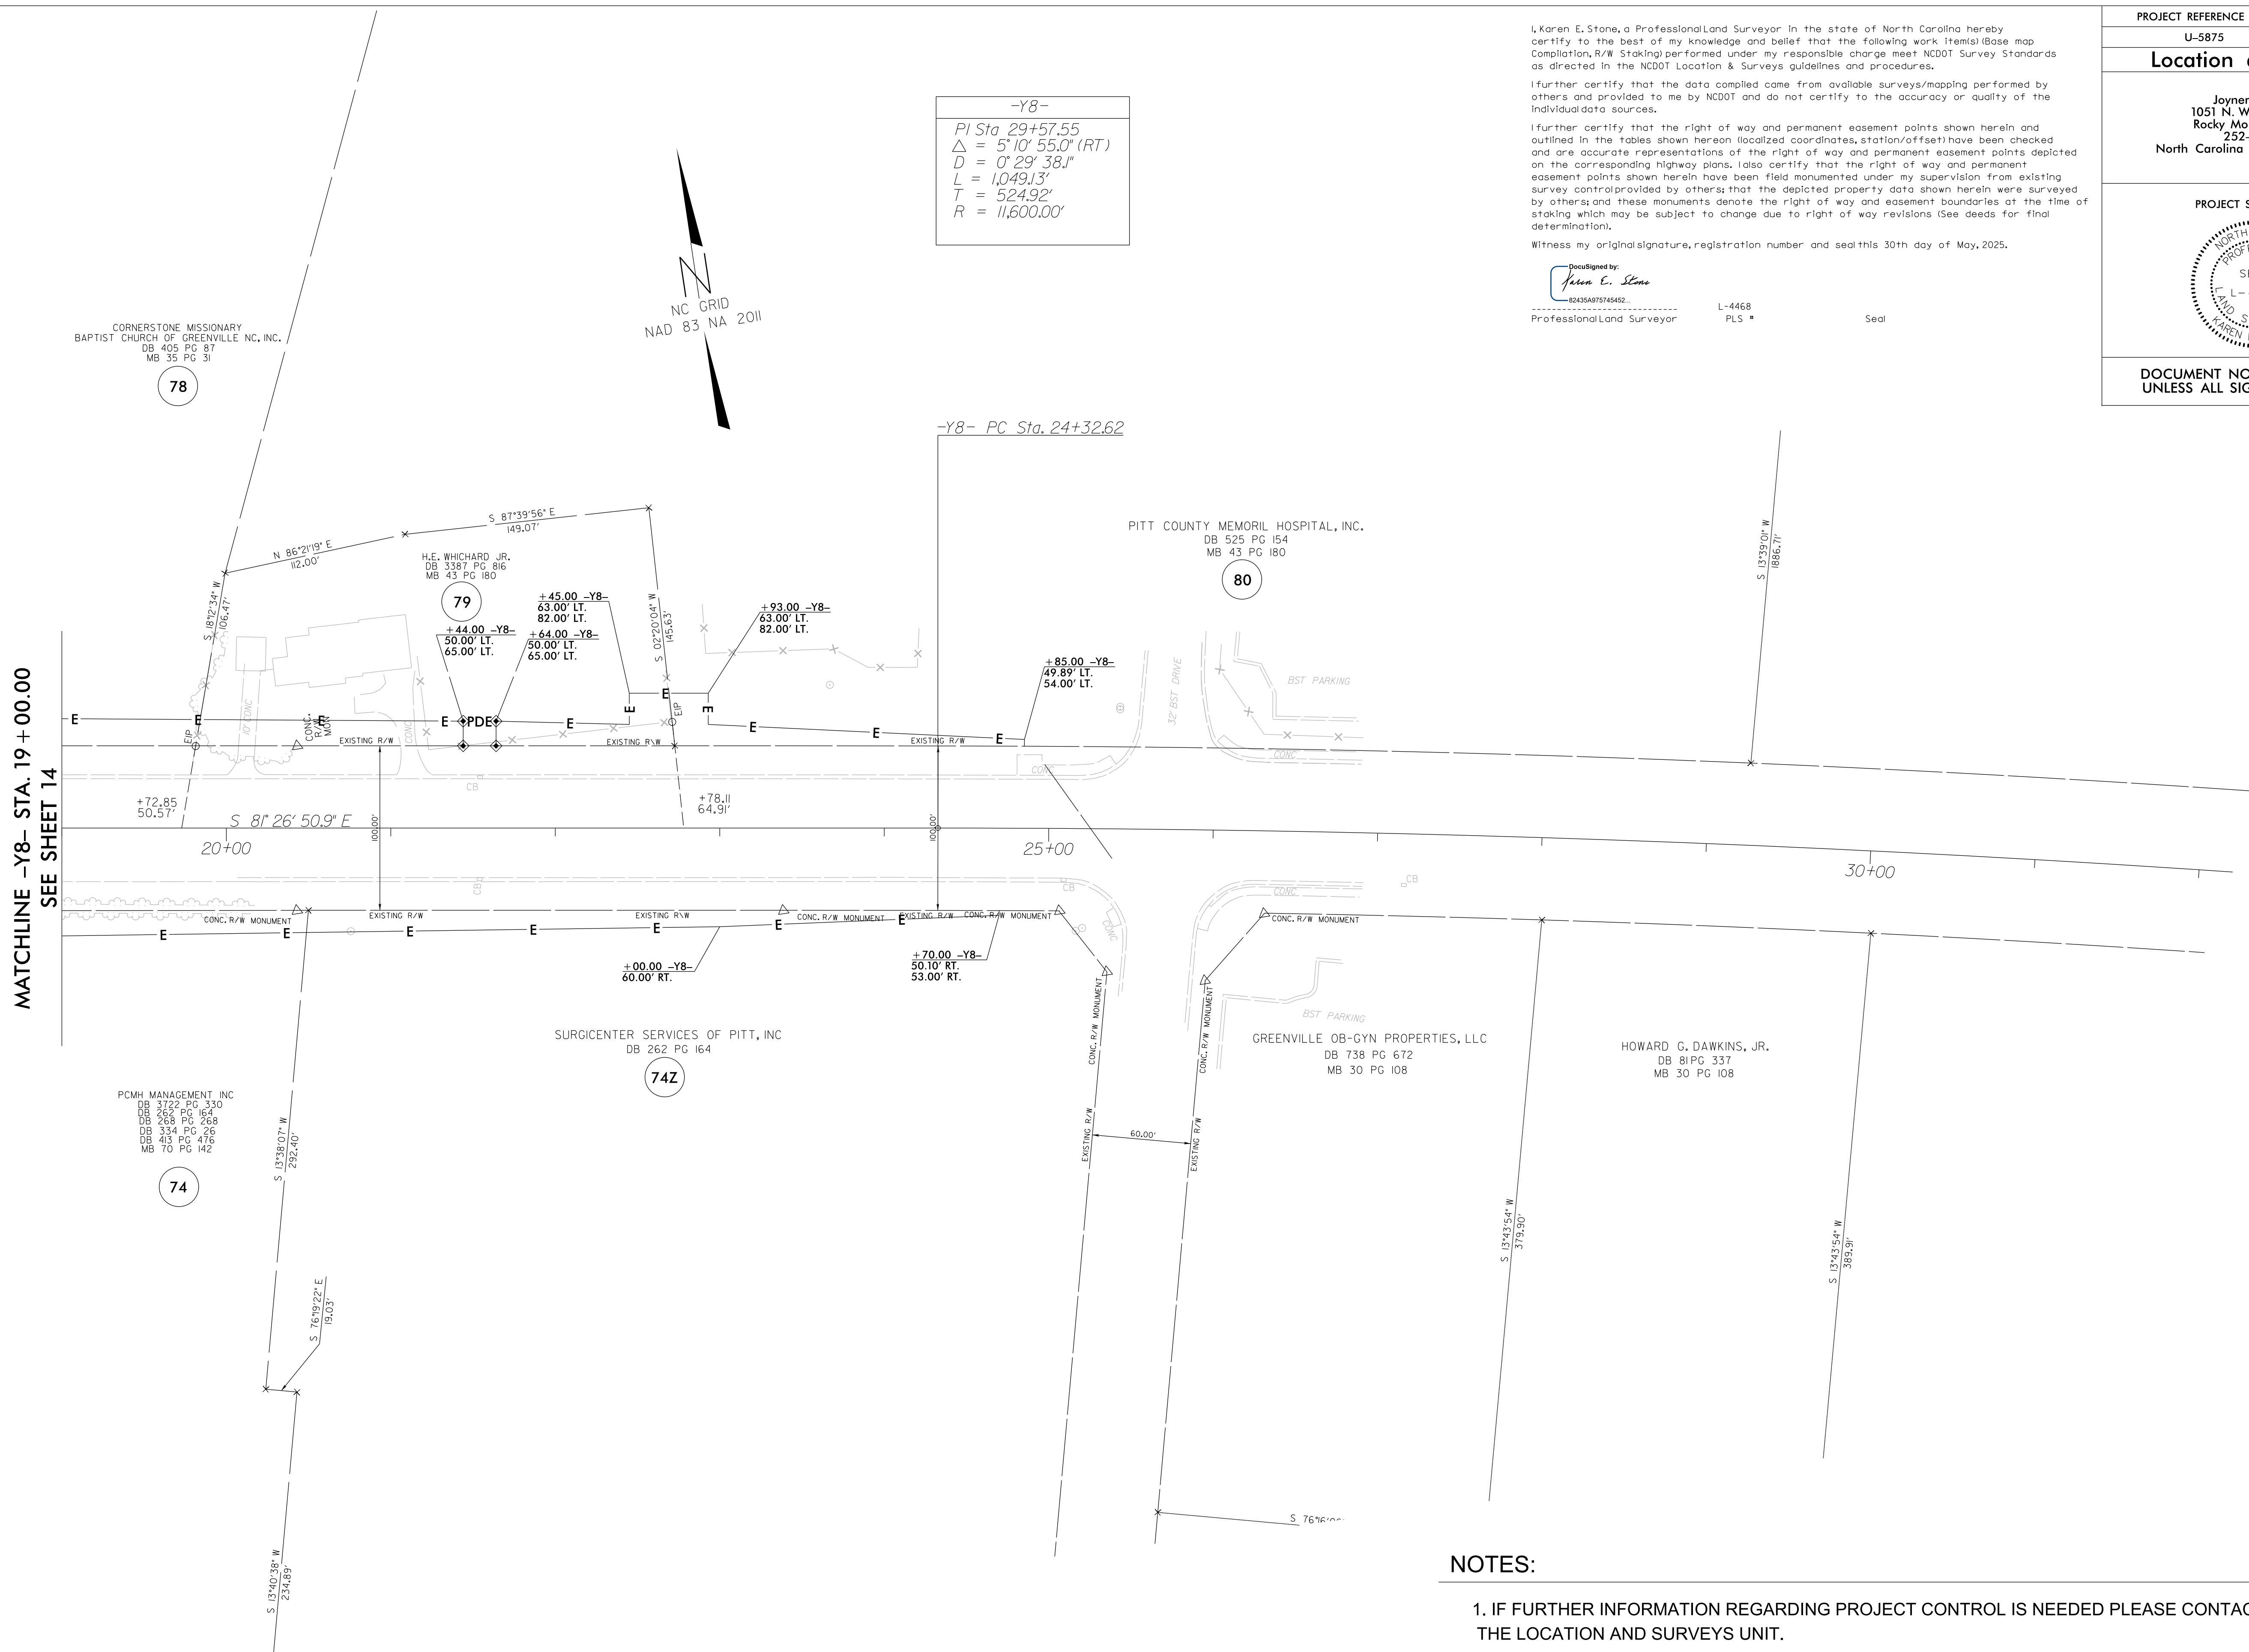 I, Karen E. Stone, a Professional Land Surveyor in the state of North Carolina hereby
certify to the best of my knowledge and belief that the following work item(s) (Base map
Compilation, R/W Staking) performed under my responsible charge meet NCDOT Survey Standards
as directed in the NCDOT Location & Surveys guidelines and procedures.
I further certify that the data compiled came from available surveys/mapping performed by
others and provided to me by NCDOT and do not certify to the accuracy or quality of the
individual data sources.
I further certify that the right of way and permanent easement points shown herein and
outlined in the tables shown hereon (localized coordinates, station/offset) have been checked
and are accurate representations of the right of way and permanent easement points depicted
on the corresponding highway plans. I also certify that the right of way and permanent
easement points shown herein have been field monumented under my supervision from existing
survey control provided by others; that the depicted property data shown herein were surveyed
by others; and these monuments denote the right of way and easement boundaries at the time of
staking which may be subject to change due to right of way revisions (See deeds for final
determination).
Witness my original signature, registration number and seal this 30th day of May, 2025.
DocuSigned by:
Karen E. Stone
82435A975745452...
L-4468
Professional Land Surveyor PLS # Seal
PROJECT REFERENCE
U-5875
Location
Joyner
1051 N. W
Rocky Mo
252-
North Carolina
PROJECT S
NORTH
PROF
SE
L-
LAND S
KAREN
DOCUMENT NO
UNLESS ALL SIG
-Y8-
PI Sta 29+57.55
△ = 5° 10' 55.0" (RT)
D = 0° 29' 38.1"
L = 1,049.13'
T = 524.92'
R = 11,600.00'
NC GRID
NAD 83 NA 2011
CORNERSTONE MISSIONARY
BAPTIST CHURCH OF GREENVILLE NC, INC.
DB 405 PG 87
MB 35 PG 31
78
-Y8- PC Sta. 24+32.62
N 86°21'19" E
112.00'
S 87°39'56" E
149.07'
H.E. WHICHARD JR.
DB 3387 PG 816
MB 43 PG 180
79
PITT COUNTY MEMORIL HOSPITAL, INC.
DB 525 PG 154
MB 43 PG 180
80
S 13°39'01" W
1886.71'
S 18°12'34" W
106.47'
S 02°20'04" W
145.63'
+44.00 -Y8-
50.00' LT.
65.00' LT.
+45.00 -Y8-
63.00' LT.
82.00' LT.
+64.00 -Y8-
50.00' LT.
65.00' LT.
+93.00 -Y8-
63.00' LT.
82.00' LT.
+85.00 -Y8-
49.89' LT.
54.00' LT.
32' BST DRIVE
BST PARKING
10' CONC
CONC
E E E E PDE E E E E E E E E
EIP
CONC.
R/W
MON
EIP
EXISTING R/W
EXISTING R\W
EXISTING R/W
CONC
CONC
CB
MATCHLINE -Y8- STA. 19+00.00
SEE SHEET 14
+72.85
50.57'
+78.11
64.91'
S 81° 26' 50.9" E
100.00'
100.00'
20+00
25+00
30+00
CB
CB
CB
CONC
CONC
CONC. R/W MONUMENT
EXISTING R/W
EXISTING R\W
CONC. R/W MONUMENT
EXISTING R/W
CONC. R/W MONUMENT
CONC. R/W MONUMENT
E E E E E E E
+00.00 -Y8-
60.00' RT.
+70.00 -Y8-
50.10' RT.
53.00' RT.
CONC. R/W MONUMENT
CONC. R/W MONUMENT
BST PARKING
SURGICENTER SERVICES OF PITT, INC
DB 262 PG 164
74Z
GREENVILLE OB-GYN PROPERTIES, LLC
DB 738 PG 672
MB 30 PG 108
HOWARD G. DAWKINS, JR.
DB 81 PG 337
MB 30 PG 108
PCMH MANAGEMENT INC
DB 3722 PG 330
DB 262 PG 164
DB 268 PG 268
DB 334 PG 26
DB 413 PG 476
MB 70 PG 142
74
S 13°38'07" W
292.40'
EXISTING R/W
60.00'
EXISTING R/W
S 13°43'54" W
379.90'
S 13°43'54" W
389.91'
S 76°19'22" E
19.03'
S 13°40'38" W
234.89'
S 76°16'
NOTES:
1. IF FURTHER INFORMATION REGARDING PROJECT CONTROL IS NEEDED PLEASE CONTAC
THE LOCATION AND SURVEYS UNIT.